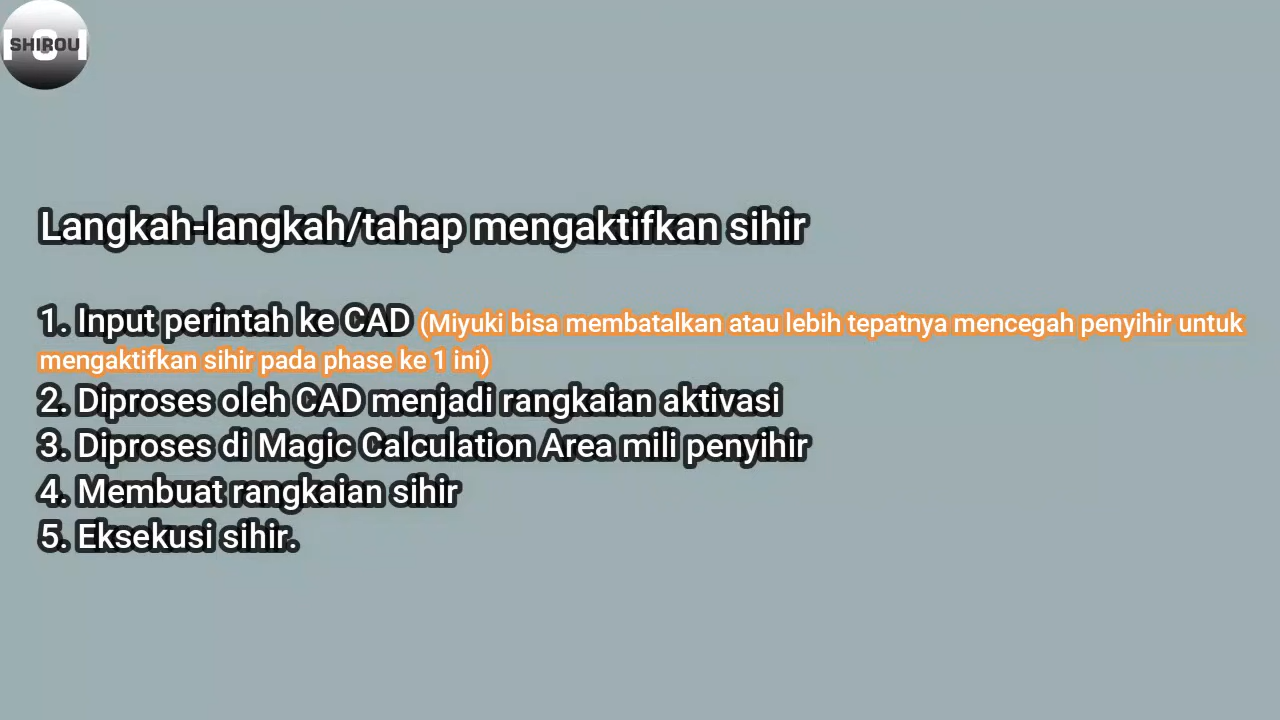 SHIROU
Langkah-langkah/tahap mengaktifkan sihir
1. Input perintah ke CAD (Miyuki bisa membatalkan atau lebih tepatnya mencegah penyihir untuk
mengaktifkan sihir pada phase ke 1 ini)
2. Diproses oleh CAD menjadi rangkaian aktivasi
3. Diproses di Magic Calculation Area mili penyihir
4. Membuat rangkaian sihir
5. Eksekusi sihir.